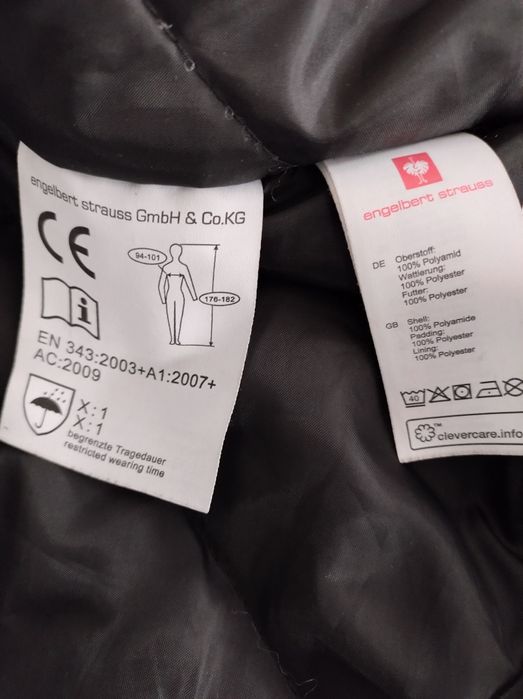 engelbert strauss GmbH & Co.KG
CE
94-101
176-182
i
EN 343:2003+A1:2007+
AC:2009
X:1
X:1
begrenzte Tragedauer
restricted wearing time
engelbert strauss
DE Oberstoff:
100% Polyamid
Wattierung:
100% Polyester
Futter:
100% Polyester
GB Shell:
100% Polyamide
Padding:
100% Polyester
Lining:
100% Polyester
40
™
clevercare.info